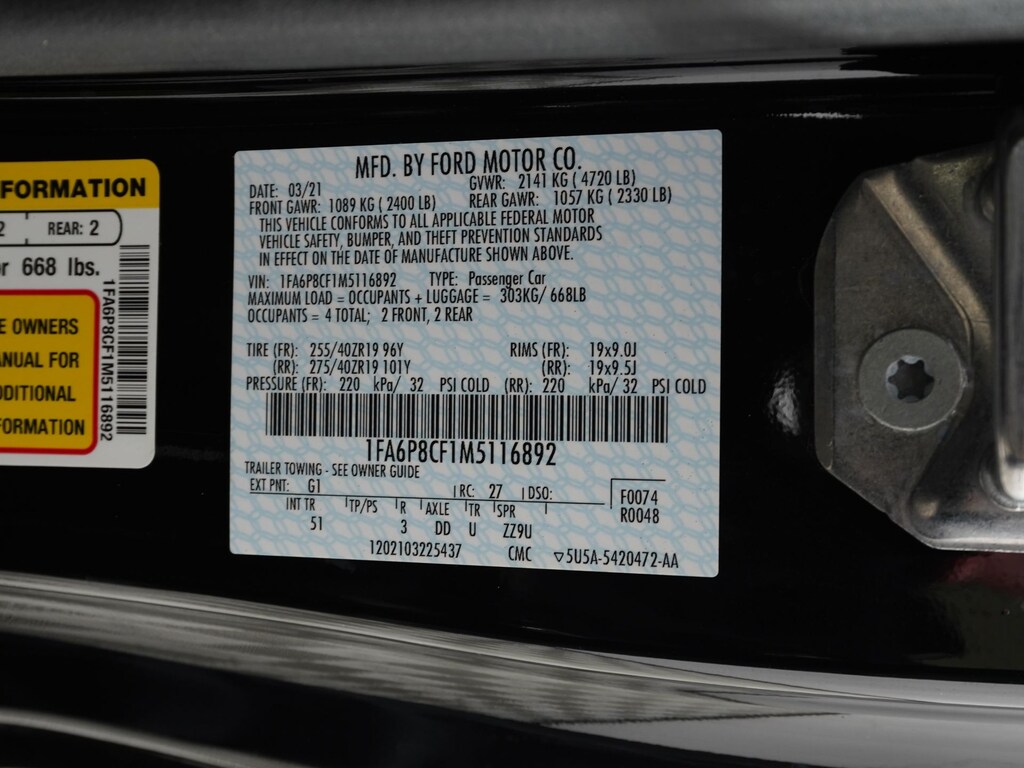 FORMATION
2 REAR: 2
r 668 lbs.
1FA6P8CF1M5116892
E OWNERS
ANUAL FOR
DDITIONAL
FORMATION
MFD. BY FORD MOTOR CO.
DATE: 03/21 GVWR: 2141 KG ( 4720 LB)
FRONT GAWR: 1089 KG ( 2400 LB) REAR GAWR: 1057 KG ( 2330 LB)
THIS VEHICLE CONFORMS TO ALL APPLICABLE FEDERAL MOTOR
VEHICLE SAFETY, BUMPER, AND THEFT PREVENTION STANDARDS
IN EFFECT ON THE DATE OF MANUFACTURE SHOWN ABOVE.
VIN: 1FA6P8CF1M5116892 TYPE: Passenger Car
MAXIMUM LOAD = OCCUPANTS + LUGGAGE = 303KG/ 668LB
OCCUPANTS = 4 TOTAL; 2 FRONT, 2 REAR
TIRE (FR): 255/40ZR19 96Y RIMS (FR): 19x9.0J
(RR): 275/40ZR19 101Y (RR): 19x9.5J
PRESSURE (FR): 220 kPa/ 32 PSI COLD (RR): 220 kPa/ 32 PSI COLD
1FA6P8CF1M5116892
TRAILER TOWING - SEE OWNER GUIDE
EXT PNT: G1 RC: 27 DSO: F0074
INT TR TP/PS R AXLE TR SPR R0048
51 3 DD U ZZ9U
1202103225437 CMC ▽5U5A-5420472-AA